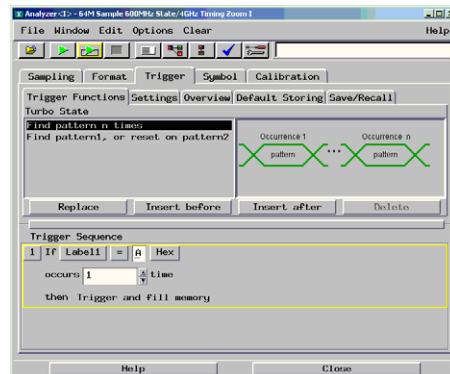 Analyzer<I> - 64M Sample 600MHz State/4GHz Timing Zoom I
File Window Edit Options Clear Help
Sampling Format Trigger Symbol Calibration
Trigger Functions Settings Overview Default Storing Save/Recall
Turbo State
Find pattern n times
Find pattern1, or reset on pattern2
Occurrence 1 Occurrence n
pattern ... pattern
Replace Insert before Insert after Delete
Trigger Sequence
1 If Label1 = A Hex
occurs 1 time
then Trigger and fill memory
Help Close